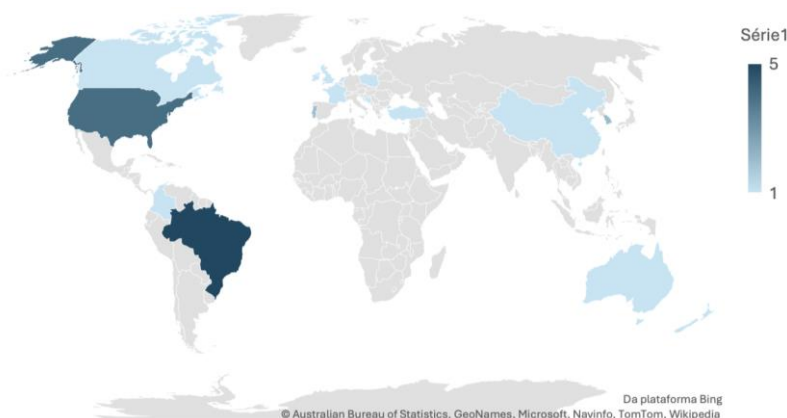 Série1
5
1
Da plataforma Bing
© Australian Bureau of Statistics, GeoNames, Microsoft, Navinfo, TomTom, Wikipedia